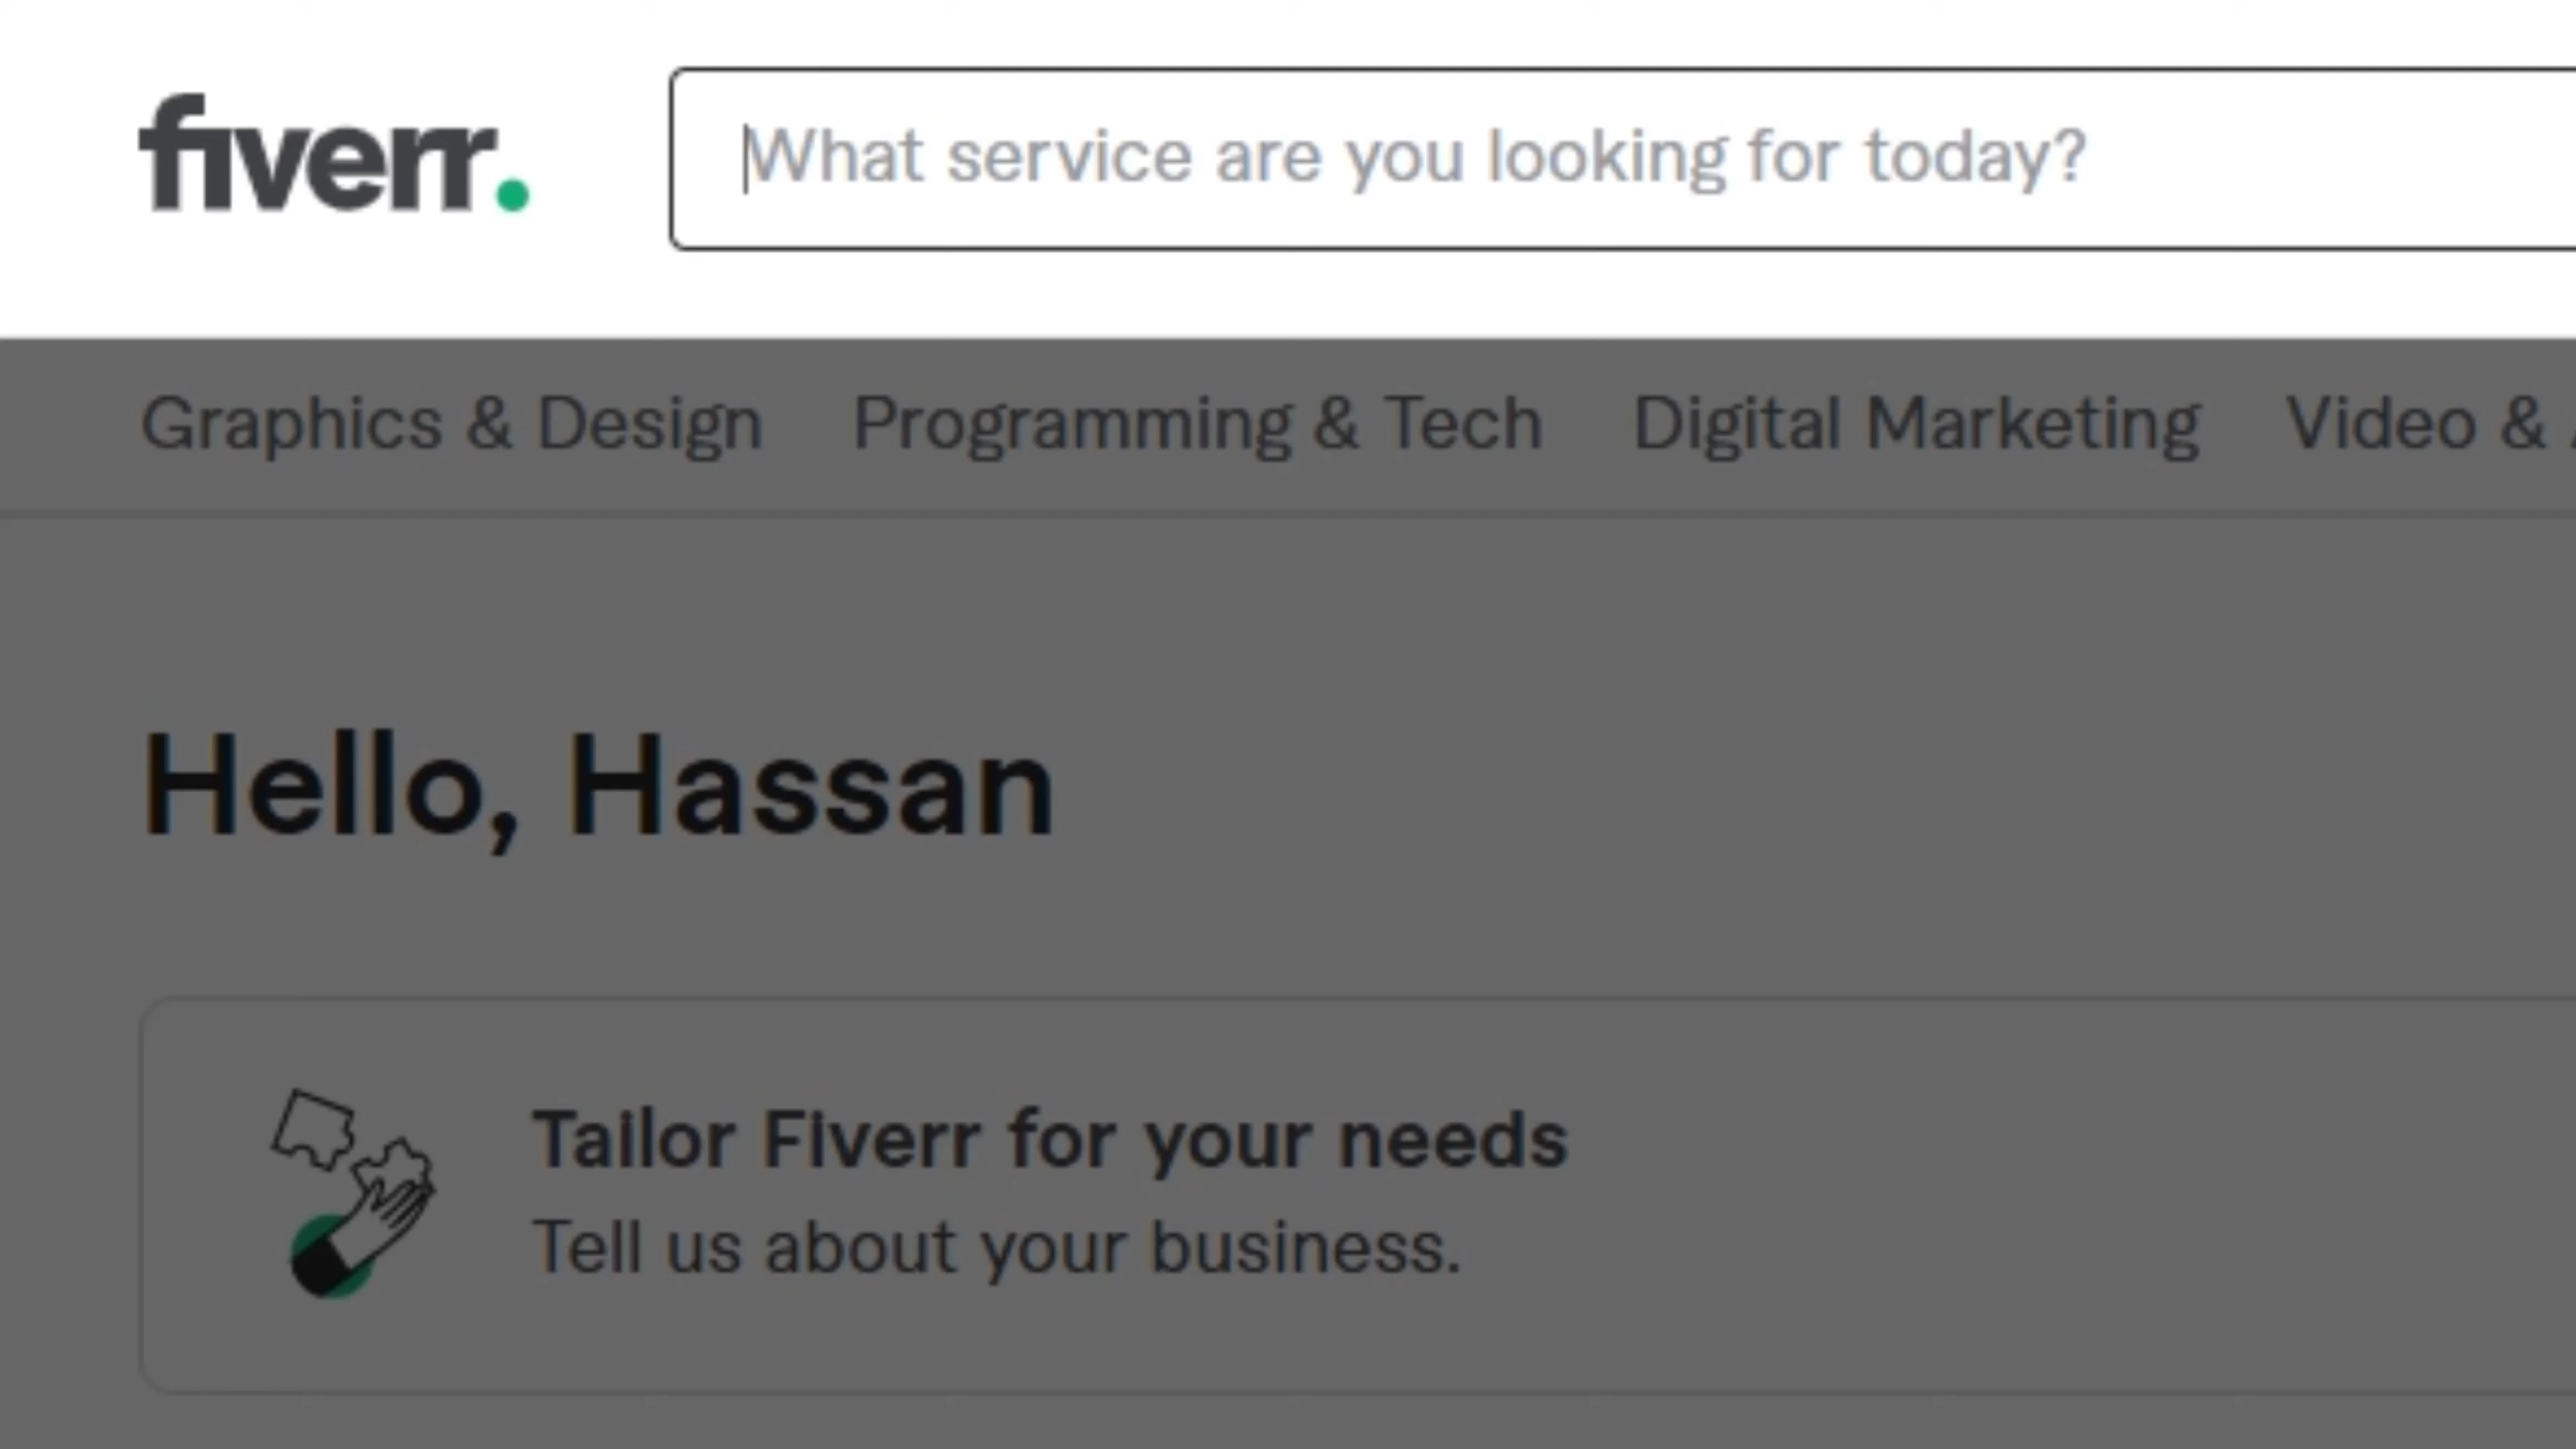 fiverr.
What service are you looking for today?
Graphics & Design Programming & Tech Digital Marketing Video &
Hello, Hassan
Tailor Fiverr for your needs
Tell us about your business.